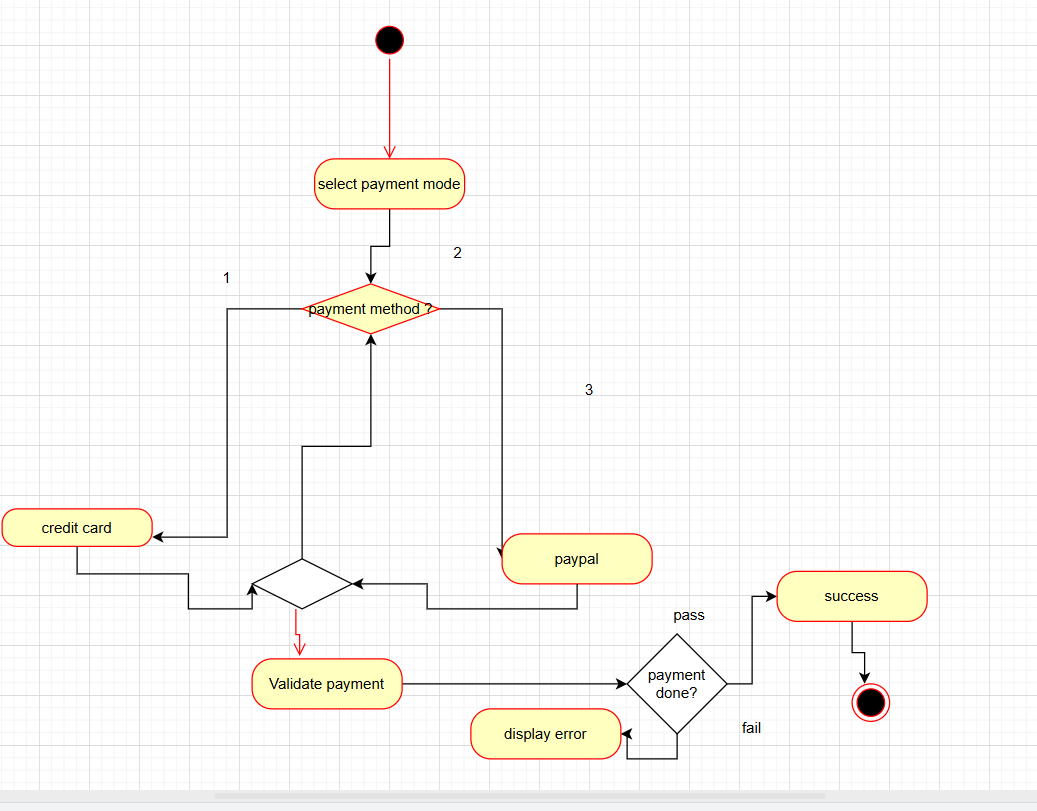 select payment mode
2
1
payment method ?
3
credit card
paypal
success
pass
payment
done?
Validate payment
fail
display error